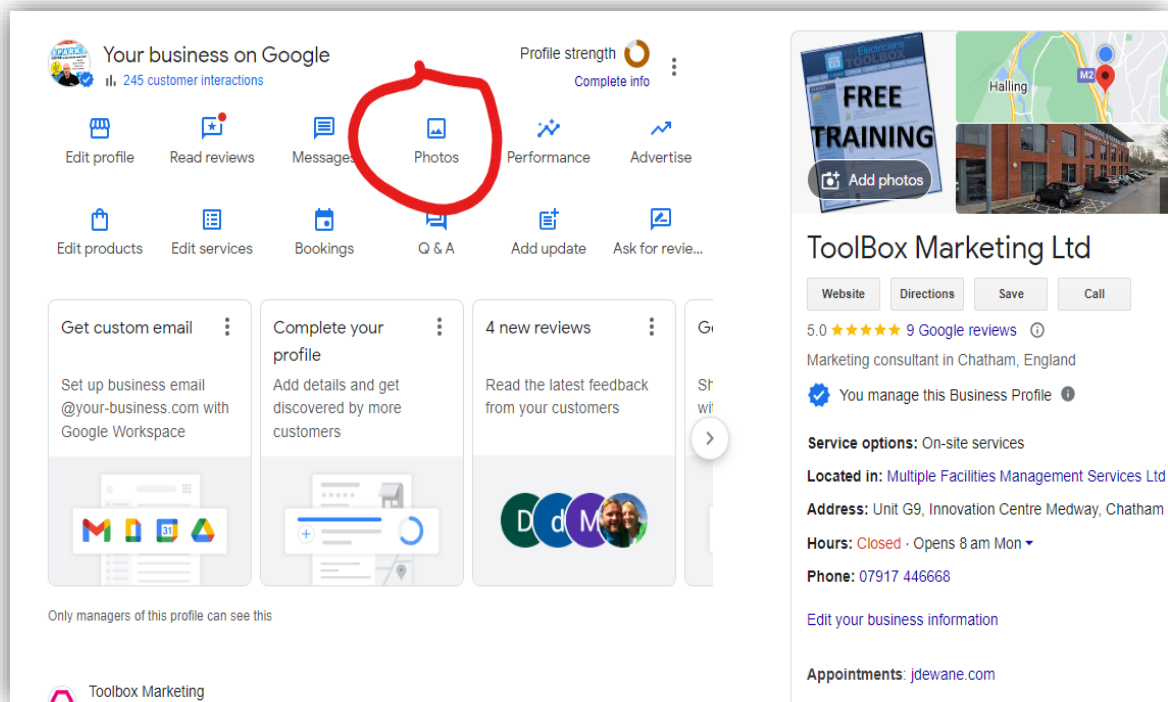 Your business on Google
245 customer interactions
Profile strength
Complete info
Edit profile
Read reviews
Messages
Photos
Performance
Advertise
Edit products
Edit services
Bookings
Q & A
Add update
Ask for revie...
Get custom email
Set up business email
@your-business.com with
Google Workspace
31
Complete your
profile
Add details and get
discovered by more
customers
4 new reviews
Read the latest feedback
from your customers
D d M
Only managers of this profile can see this
Toolbox Marketing
Electricians
TOOLBOX
FREE
TRAINING
Add photos
Halling
M2
ToolBox Marketing Ltd
Website
Directions
Save
Call
5.0 ★★★★★ 9 Google reviews
Marketing consultant in Chatham, England
You manage this Business Profile
Service options: On-site services
Located in: Multiple Facilities Management Services Ltd
Address: Unit G9, Innovation Centre Medway, Chatham
Hours: Closed · Opens 8 am Mon
Phone: 07917 446668
Edit your business information
Appointments: jdewane.com